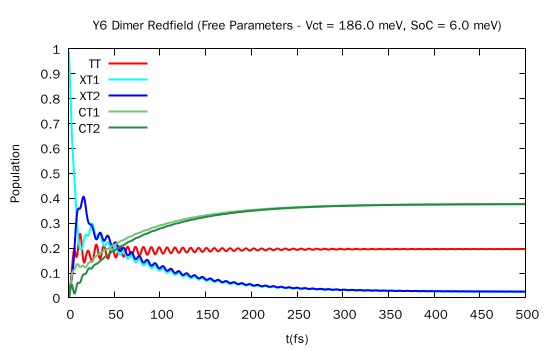 Y6 Dimer Redfield (Free Parameters - Vct = 186.0 meV, SoC = 6.0 meV)
1
0.9
0.8
0.7
0.6
0.5
0.4
0.3
0.2
0.1
0
Population
TT
XT1
XT2
CT1
CT2
0 50 100 150 200 250 300 350 400 450 500
t(fs)